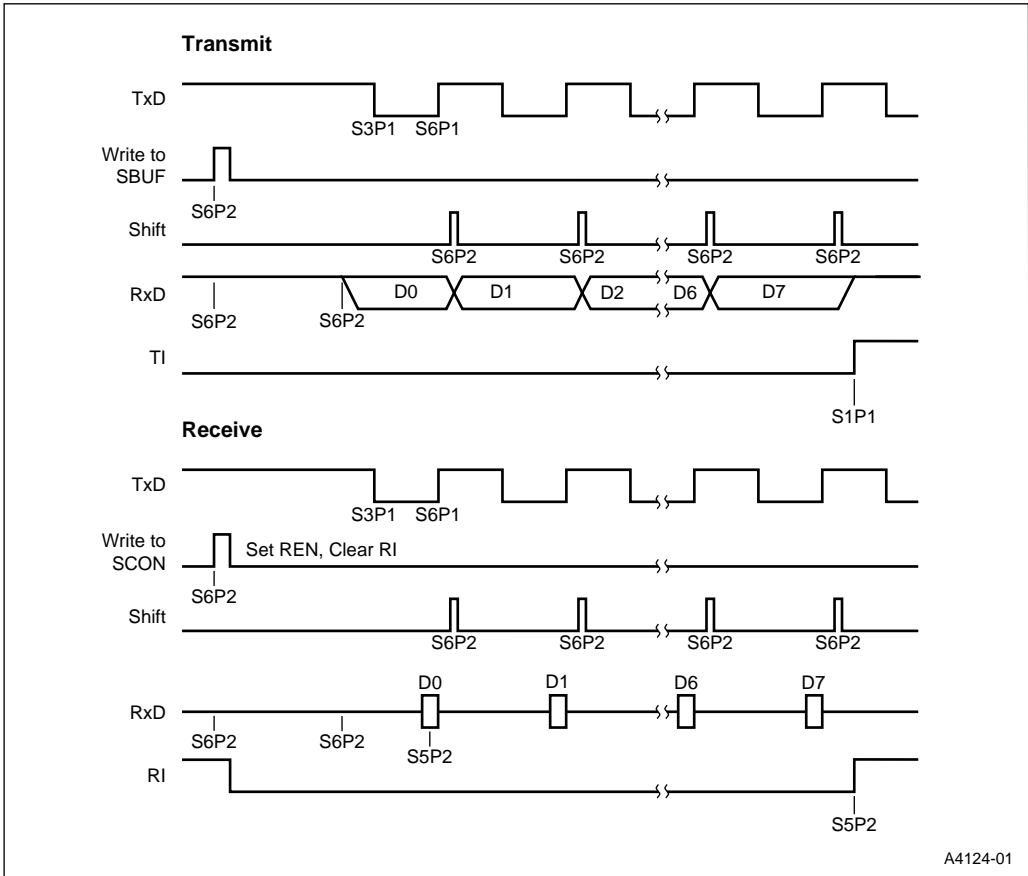 Transmit
TxD
S3P1 S6P1
Write to
SBUF
S6P2
Shift
S6P2 S6P2 S6P2 S6P2
RxD D0 D1 D2 D6 D7
S6P2 S6P2
TI
S1P1
Receive
TxD
S3P1 S6P1
Write to
SCON
Set REN, Clear RI
S6P2
Shift
S6P2 S6P2 S6P2 S6P2
D0 D1 D6 D7
RxD
S6P2 S6P2 S5P2
RI
S5P2
A4124-01